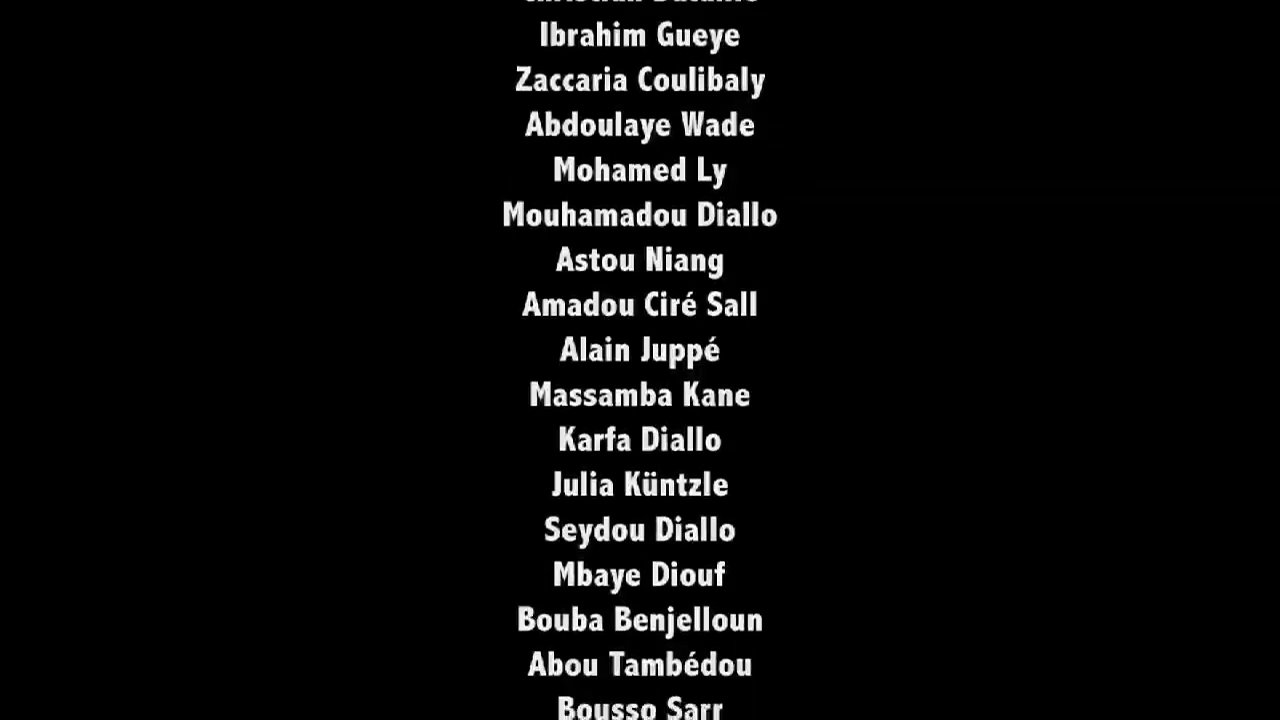 Ibrahim Gueye
Zaccaria Coulibaly
Abdoulaye Wade
Mohamed Ly
Mouhamadou Diallo
Astou Niang
Amadou Ciré Sall
Alain Juppé
Massamba Kane
Karfa Diallo
Julia Küntzle
Seydou Diallo
Mbaye Diouf
Bouba Benjelloun
Abou Tambédou
Bousso Sarr